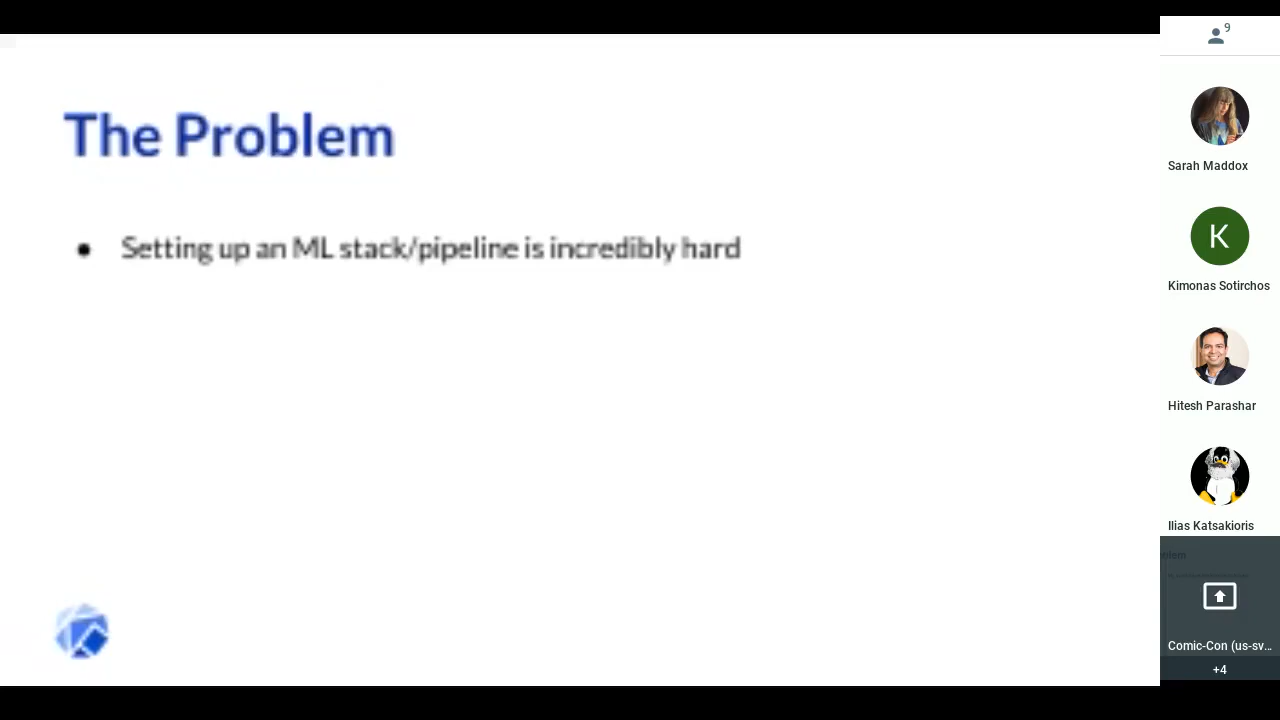 The Problem
● Setting up an ML stack/pipeline is incredibly hard
9
Sarah Maddox
K
Kimonas Sotirchos
Hitesh Parashar
Ilias Katsakioris
Comic-Con (us-sv...
+4